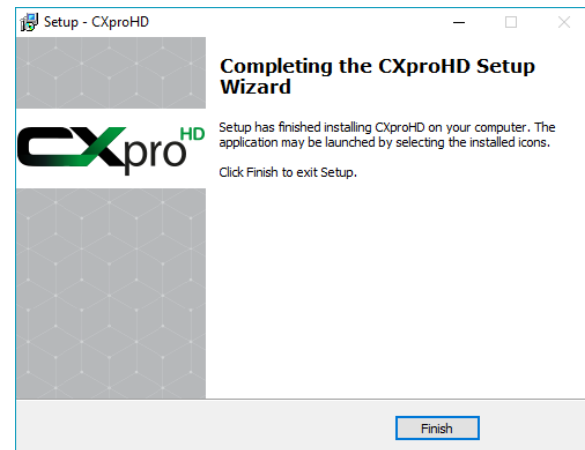 Setup - CXproHD
Completing the CXproHD Setup
Wizard
CXpro HD
Setup has finished installing CXproHD on your computer. The
application may be launched by selecting the installed icons.
Click Finish to exit Setup.
Finish